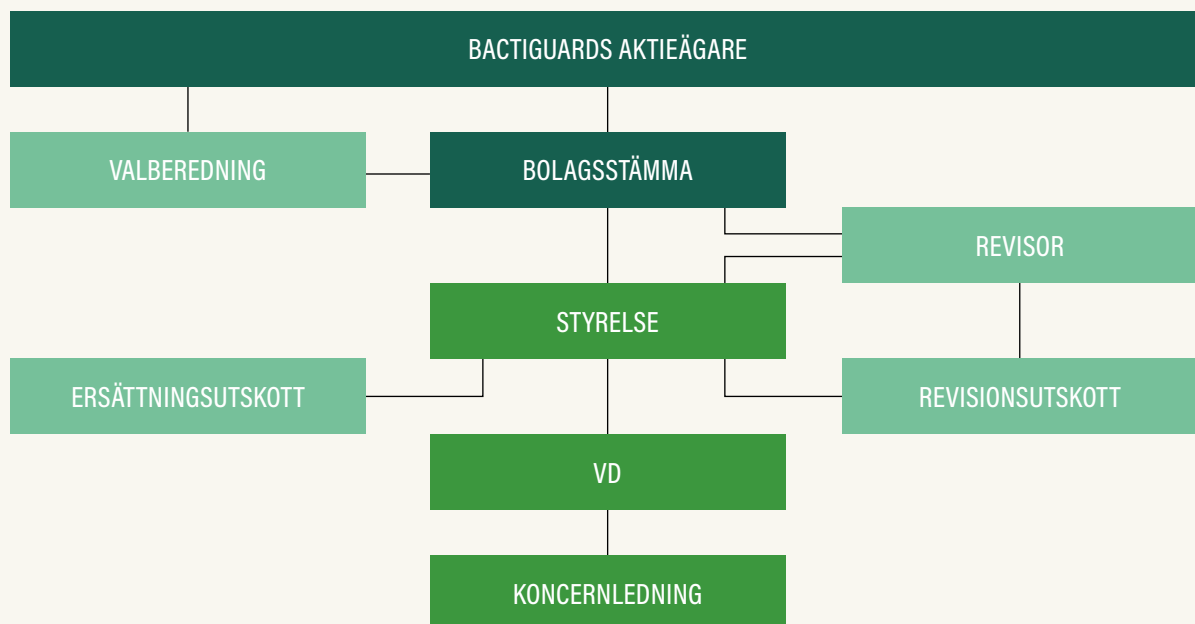 BACTIGUARDS AKTIEÄGARE
VALBEREDNING
BOLAGSSTÄMMA
REVISOR
STYRELSE
ERSÄTTNINGSUTSKOTT
REVISIONSUTSKOTT
VD
KONCERNLEDNING